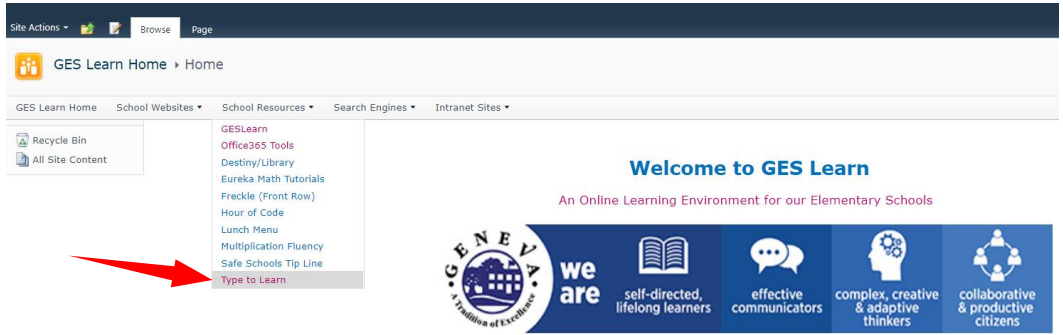 Site Actions
Browse
Page
GES Learn Home ▸ Home
GES Learn Home
School Websites
School Resources
Search Engines
Intranet Sites
Recycle Bin
All Site Content
GESLearn
Office365 Tools
Destiny/Library
Eureka Math Tutorials
Freckle (Front Row)
Hour of Code
Lunch Menu
Multiplication Fluency
Safe Schools Tip Line
Type to Learn
Welcome to GES Learn
An Online Learning Environment for our Elementary Schools
GENEVA
A Tradition of Excellence
we
are
self-directed,
lifelong learners
effective
communicators
complex, creative
& adaptive
thinkers
collaborative
& productive
citizens